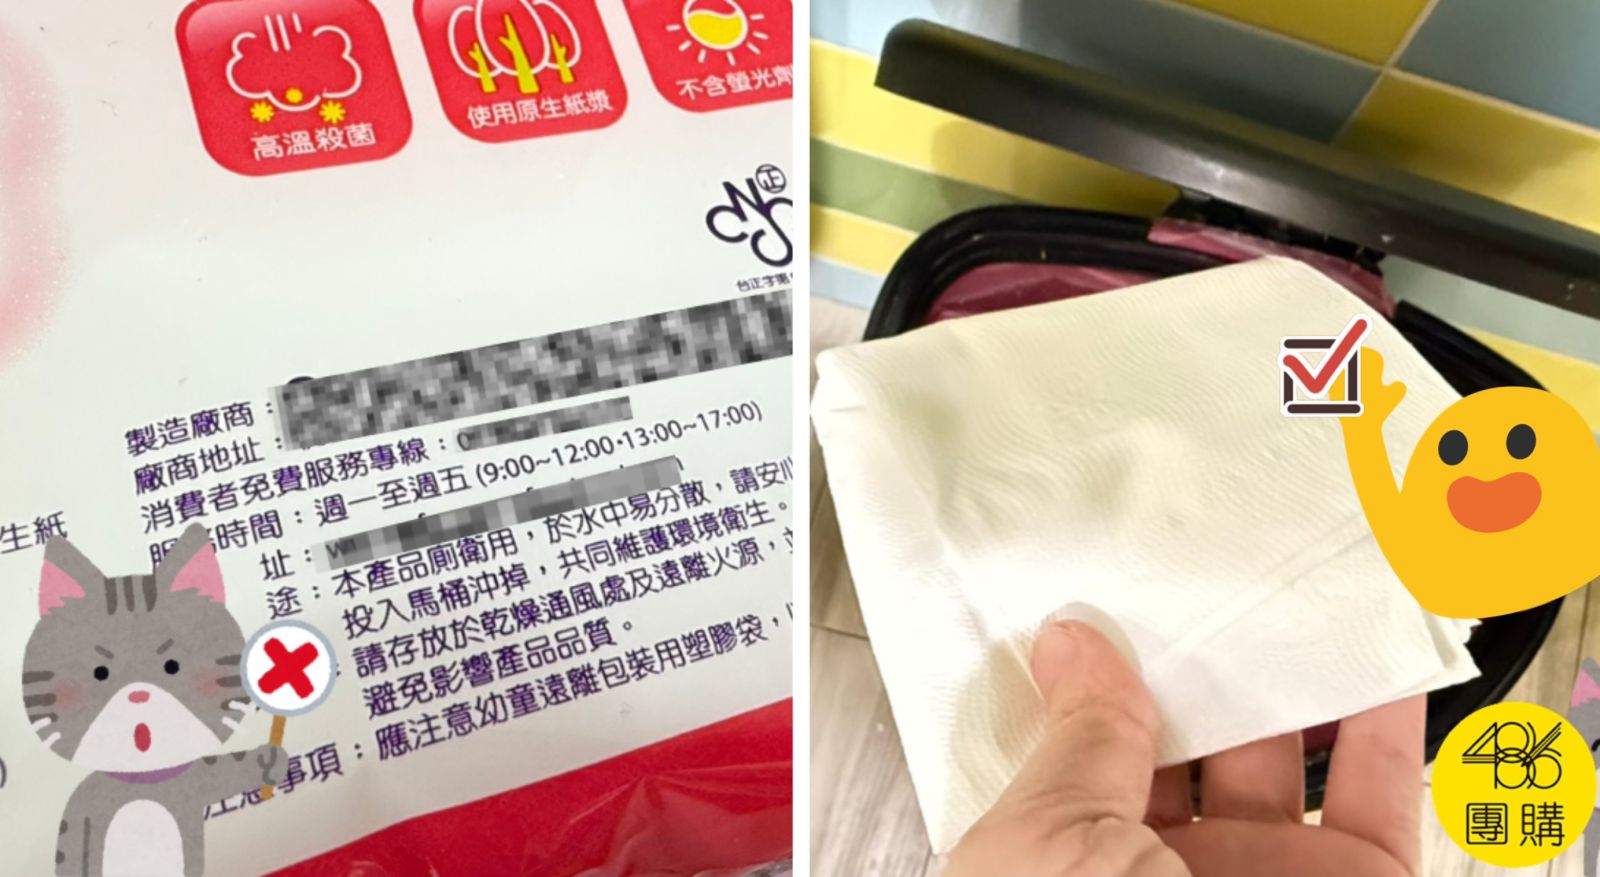 高溫殺菌
使用原生紙漿
不含螢光劑
正
台正字第
製造廠商：
廠商地址：
消費者免費服務專線：0
時間：週一至週五 (9:00~12:00·13:00~17:00)
生紙
址：
途：本產品廁衛用，於水中易分散，請安心
投入馬桶沖掉，共同維護環境衛生。
請存放於乾燥通風處及遠離火源，
避免影響產品品質。
注意事項：應注意幼童遠離包裝用塑膠袋，
486
團購